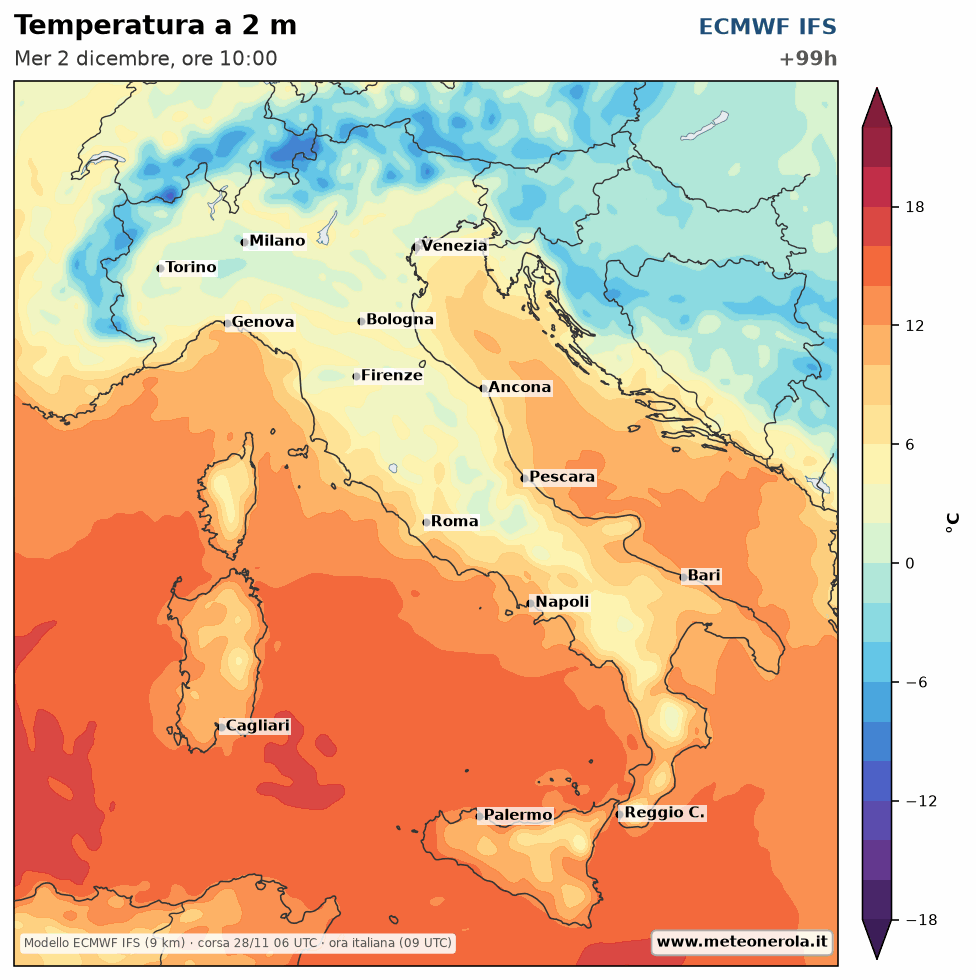 Temperatura a 2 m
ECMWF IFS
Mer 2 dicembre, ore 10:00
+99h
Milano
Venezia
Torino
Genova
Bologna
Firenze
Ancona
Pescara
Roma
Bari
Napoli
Cagliari
Palermo
Reggio C.
18
12
6
0
−6
−12
−18
°C
Modello ECMWF IFS (9 km) · corsa 28/11 06 UTC · ora italiana (09 UTC)
www.meteonerola.it